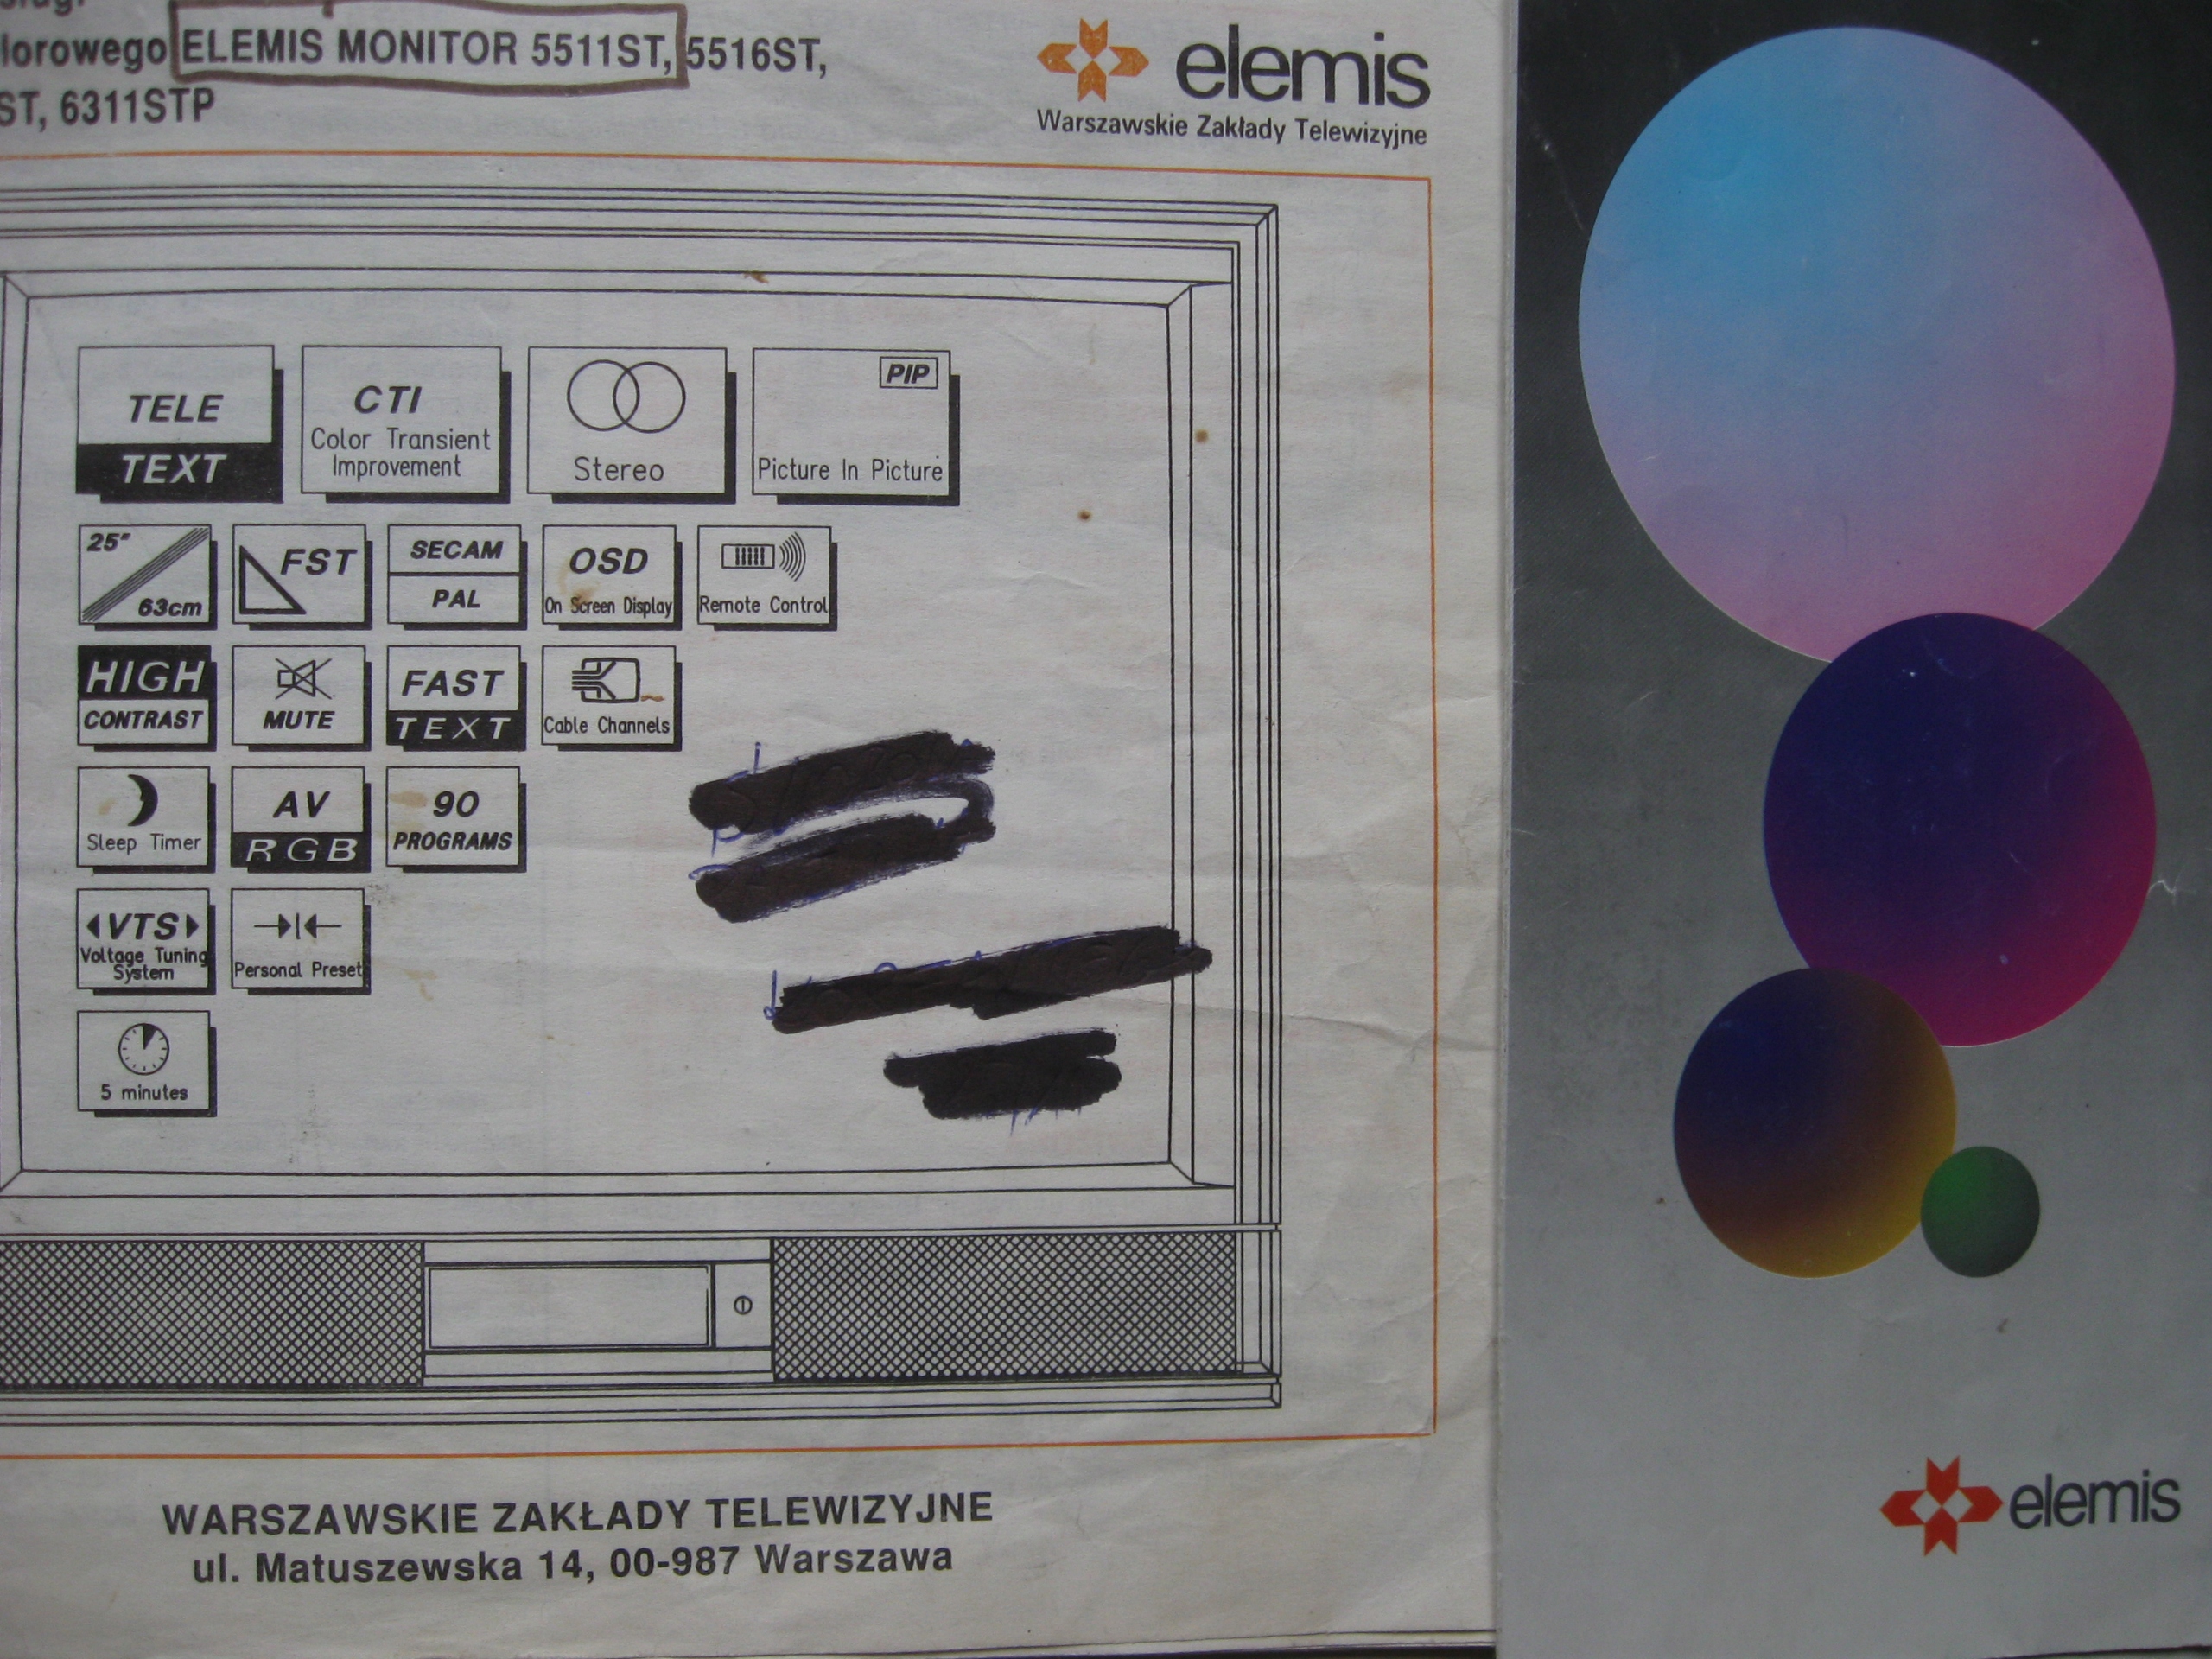 ELEMIS MONITOR 5511ST, 5516ST,
ST, 6311STP
elemis
Warszawskie Zakłady Telewizyjne
TELE
TEXT
CTI
Color Transient
Improvement
Stereo
PIP
Picture In Picture
25"
63cm
FST
SECAM
PAL
OSD
On Screen Display
Remote Control
HIGH
CONTRAST
MUTE
FAST
TEXT
Cable Channels
Sleep Timer
AV
RGB
90
PROGRAMS
VTS
Voltage Tuning
System
Personal Preset
5 minutes
WARSZAWSKIE ZAKŁADY TELEWIZYJNE
ul. Matuszewska 14, 00-987 Warszawa
elemis